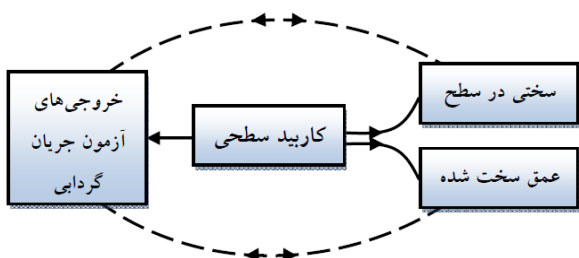 سختی در سطح
کاربید سطحی
عمق سخت شده
خروجی‌های
آزمون جریان
گردابی